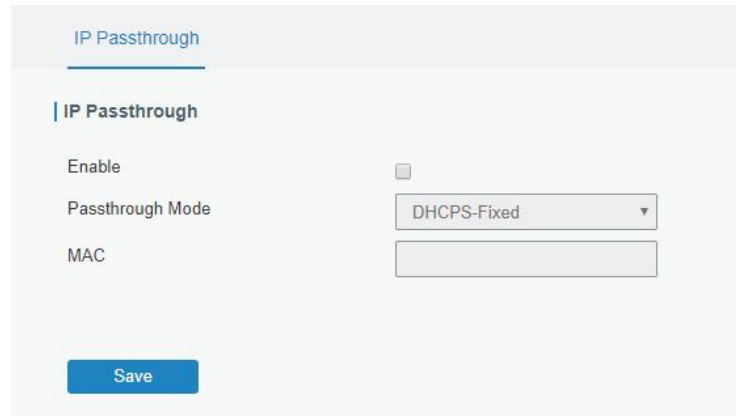 IP Passthrough
IP Passthrough
Enable
Passthrough Mode DHCPS-Fixed
MAC
Save